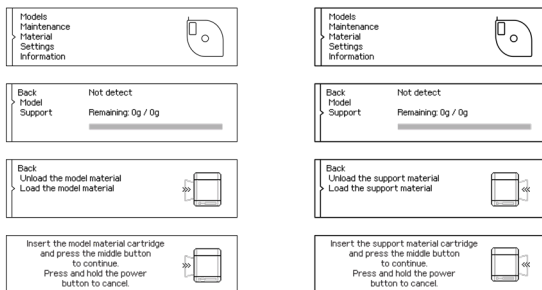 Models
Maintenance
Material
Settings
Information
Back
Model
Support
Not detect
Remaining: 0g / 0g
Back
Unload the model material
Load the model material
Insert the model material cartridge
and press the middle button
to continue.
Press and hold the power
button to cancel.
Models
Maintenance
Material
Settings
Information
Back
Model
Support
Not detect
Remaining: 0g / 0g
Back
Unload the support material
Load the support material
Insert the support material cartridge
and press the middle button
to continue.
Press and hold the power
button to cancel.